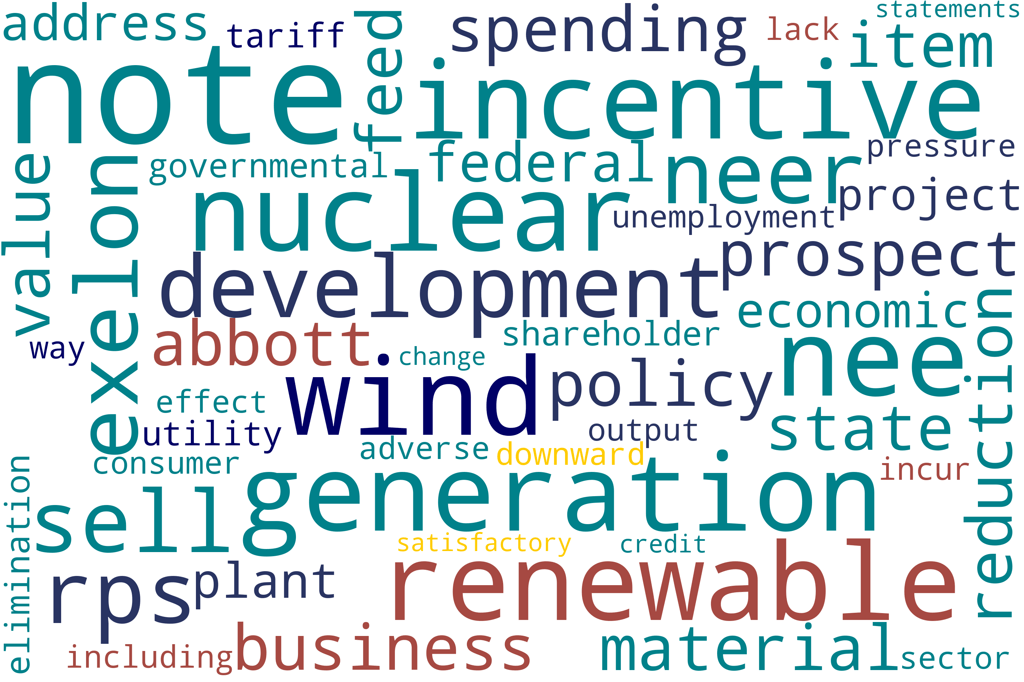 address
tariff
feed
spending
lack
statements
item
note
incentive
governmental
federal
neer
pressure
value
exelon
nuclear
unemployment
project
development
prospect
economic
way
abbott
change
shareholder
nee
reduction
effect
wind
policy
utility
output
state
consumer
adverse
downward
incur
elimination
sell
generation
satisfactory
credit
rps
plant
renewable
including
business
material
sector